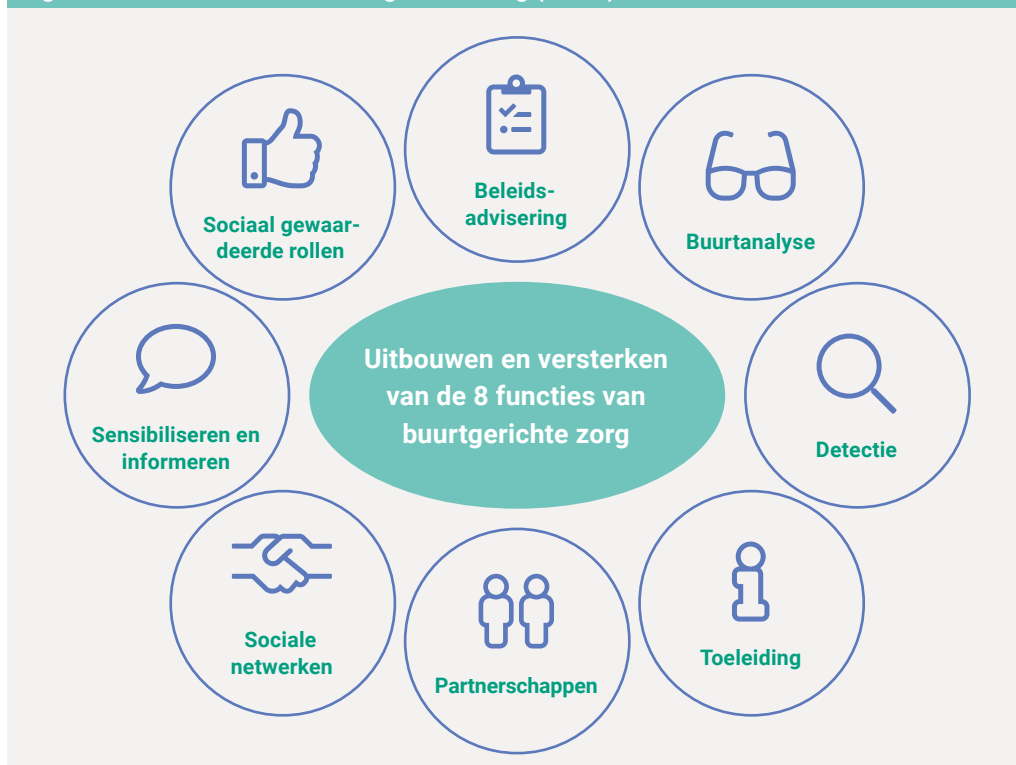 Beleids-
advisering
Buurtanalyse
Detectie
Toeleiding
Partnerschappen
Sociale
netwerken
Sensibiliseren en
informeren
Sociaal gewaar-
deerde rollen
Uitbouwen en versterken
van de 8 functies van
buurtgerichte zorg